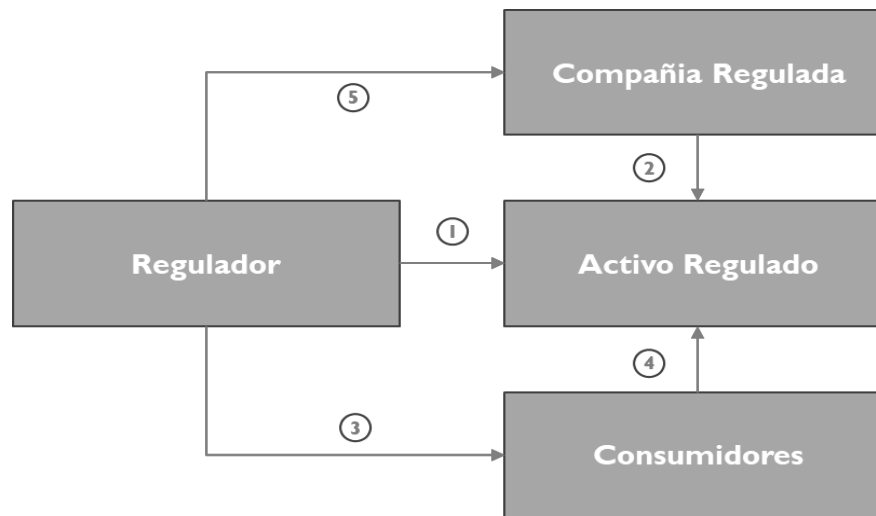 Compañia Regulada
5
2
Regulador
1
Activo Regulado
3
4
Consumidores